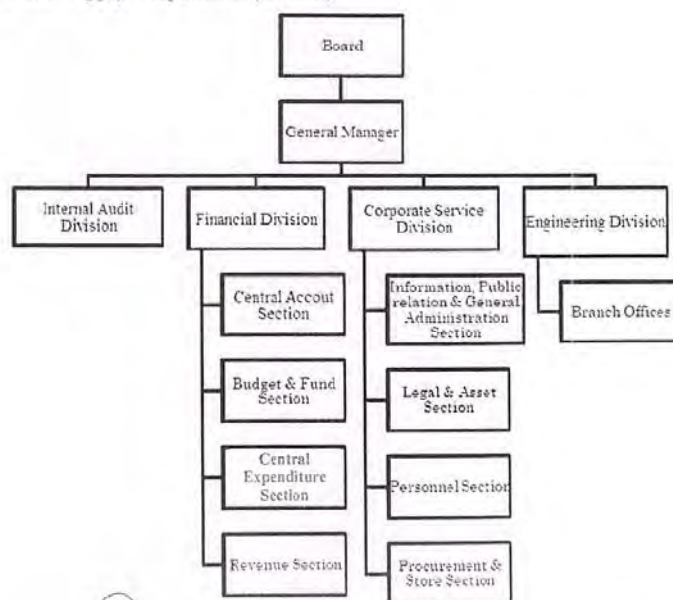 Board
General Manager
Internal Audit
Division
Financial Division
Corporate Service
Division
Engineering Division
Central Accout
Section
Information, Public
relation & General
Administration
Section
Branch Offices
Budget & Fund
Section
Legal & Asset
Section
Central
Expenditure
Section
Personnel Section
Revenue Section
Procurement &
Store Section